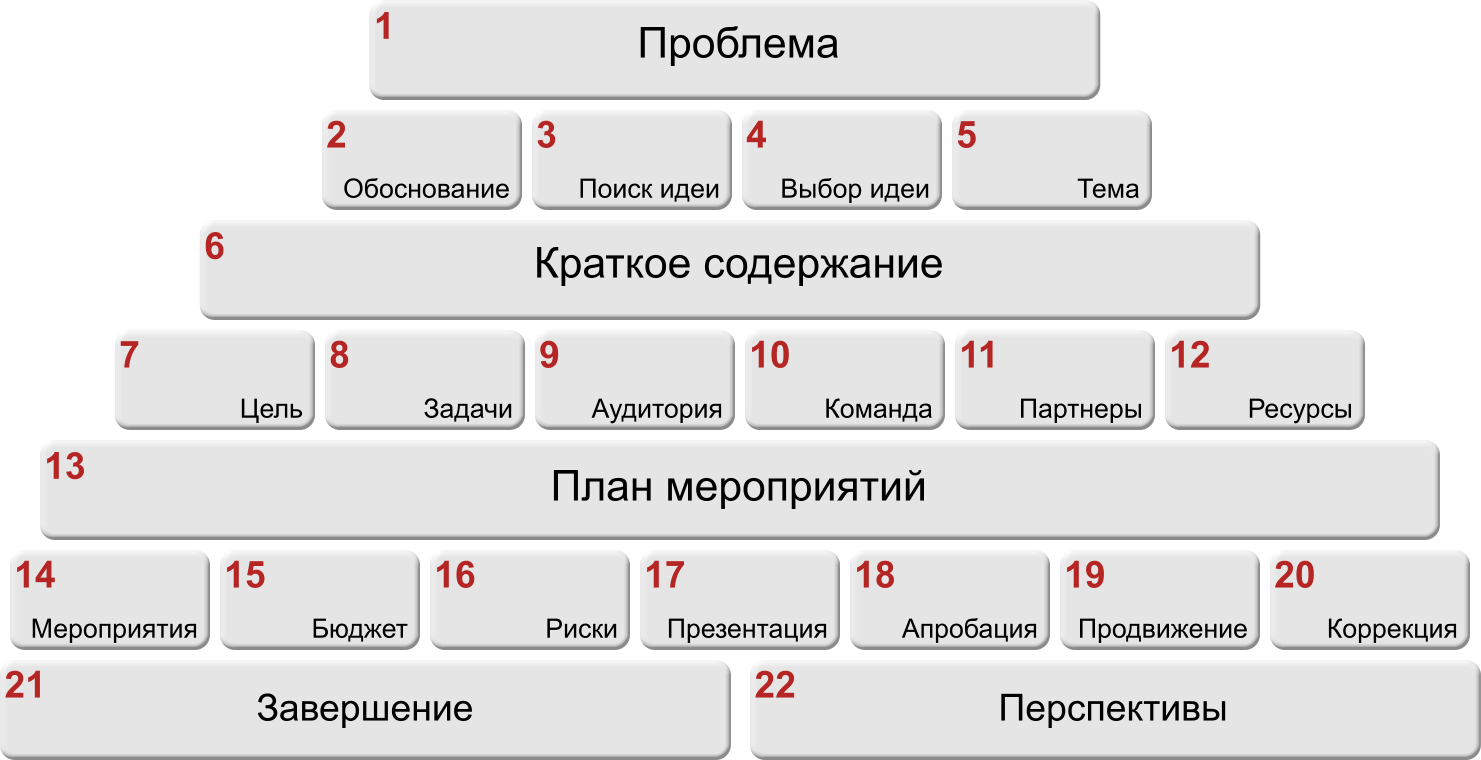 1
Проблема
2
Обоснование
3
Поиск идеи
4
Выбор идеи
5
Тема
6
Краткое содержание
7
Цель
8
Задачи
9
Аудитория
10
Команда
11
Партнеры
12
Ресурсы
13
План мероприятий
14
Мероприятия
15
Бюджет
16
Риски
17
Презентация
18
Апробация
19
Продвижение
20
Коррекция
21
Завершение
22
Перспективы